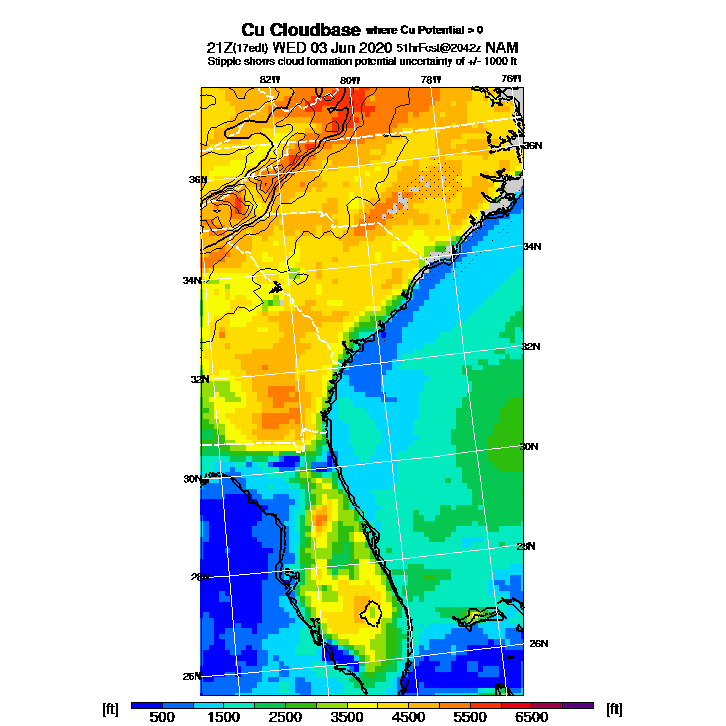 Cu Cloudbase where Cu Potential > 0
21Z(17edt) WED 03 Jun 2020 51hrFcst@2042z NAM
Stipple shows cloud formation potential uncertainty of +/- 1000 ft
82W 80W 78W 76W
36N
36N
34N
34N
32N
32N
30N
30N
28N
28N
26N
26N
[ft] [ft]
500 1500 2500 3500 4500 5500 6500